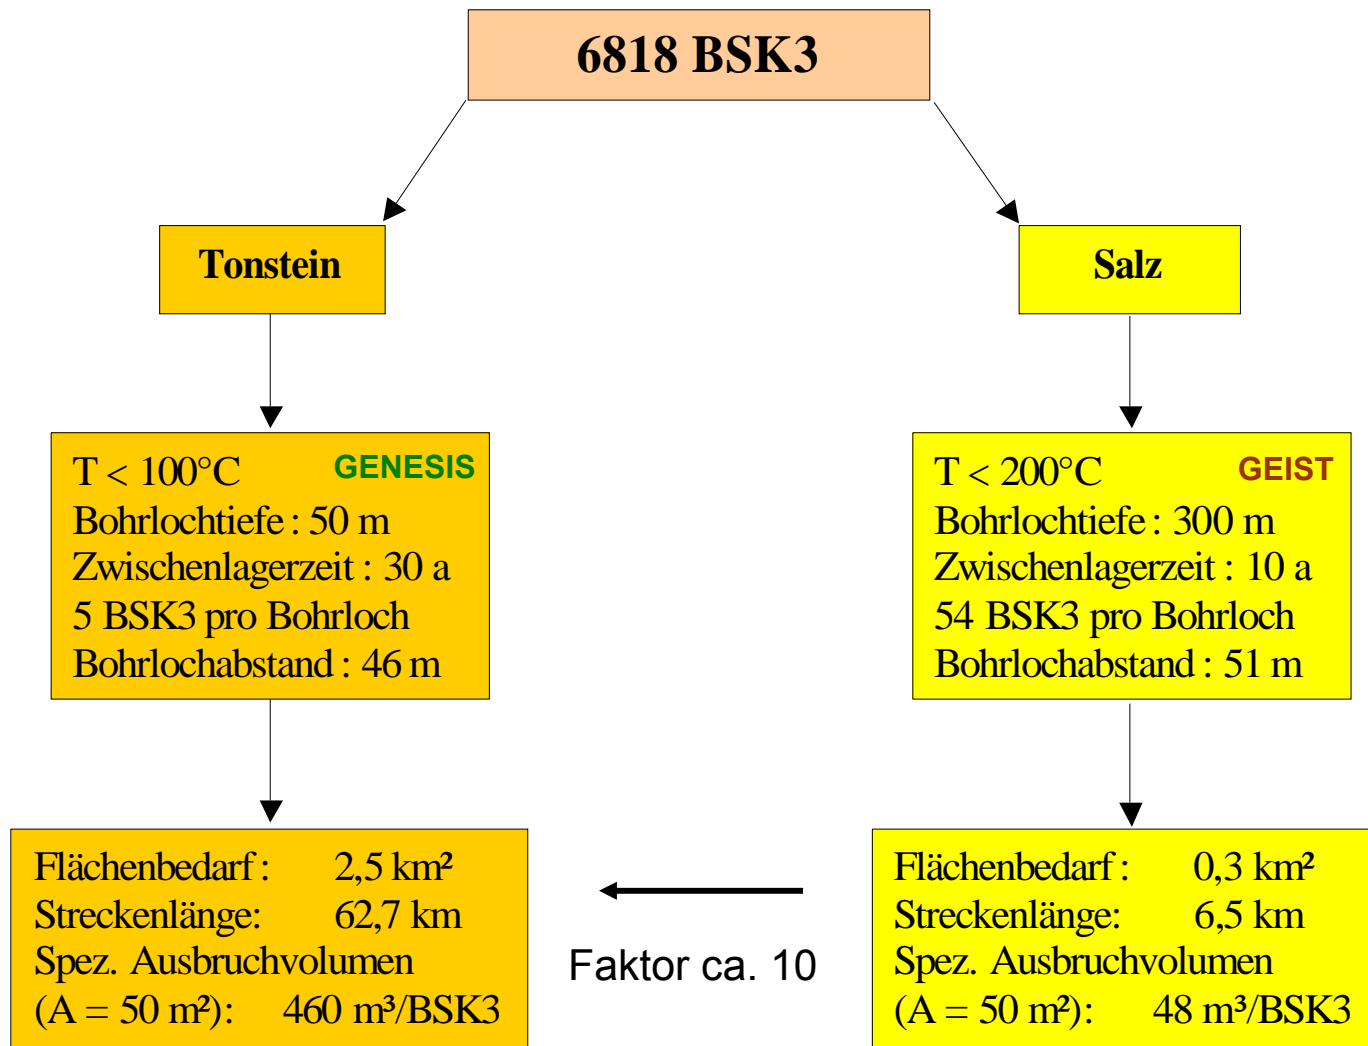 6818 BSK3
Tonstein
Salz
T < 100°C GENESIS
Bohrlochtiefe : 50 m
Zwischenlagerzeit : 30 a
5 BSK3 pro Bohrloch
Bohrlochabstand : 46 m
T < 200°C GEIST
Bohrlochtiefe : 300 m
Zwischenlagerzeit : 10 a
54 BSK3 pro Bohrloch
Bohrlochabstand : 51 m
Flächenbedarf : 2,5 km²
Streckenlänge: 62,7 km
Spez. Ausbruchvolumen
(A = 50 m²): 460 m³/BSK3
Faktor ca. 10
Flächenbedarf : 0,3 km²
Streckenlänge: 6,5 km
Spez. Ausbruchvolumen
(A = 50 m²): 48 m³/BSK3